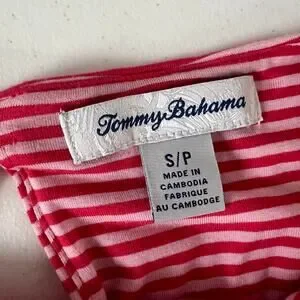 Tommy Bahama
S/P
MADE IN
CAMBODIA
FABRIQUE
AU CAMBODGE